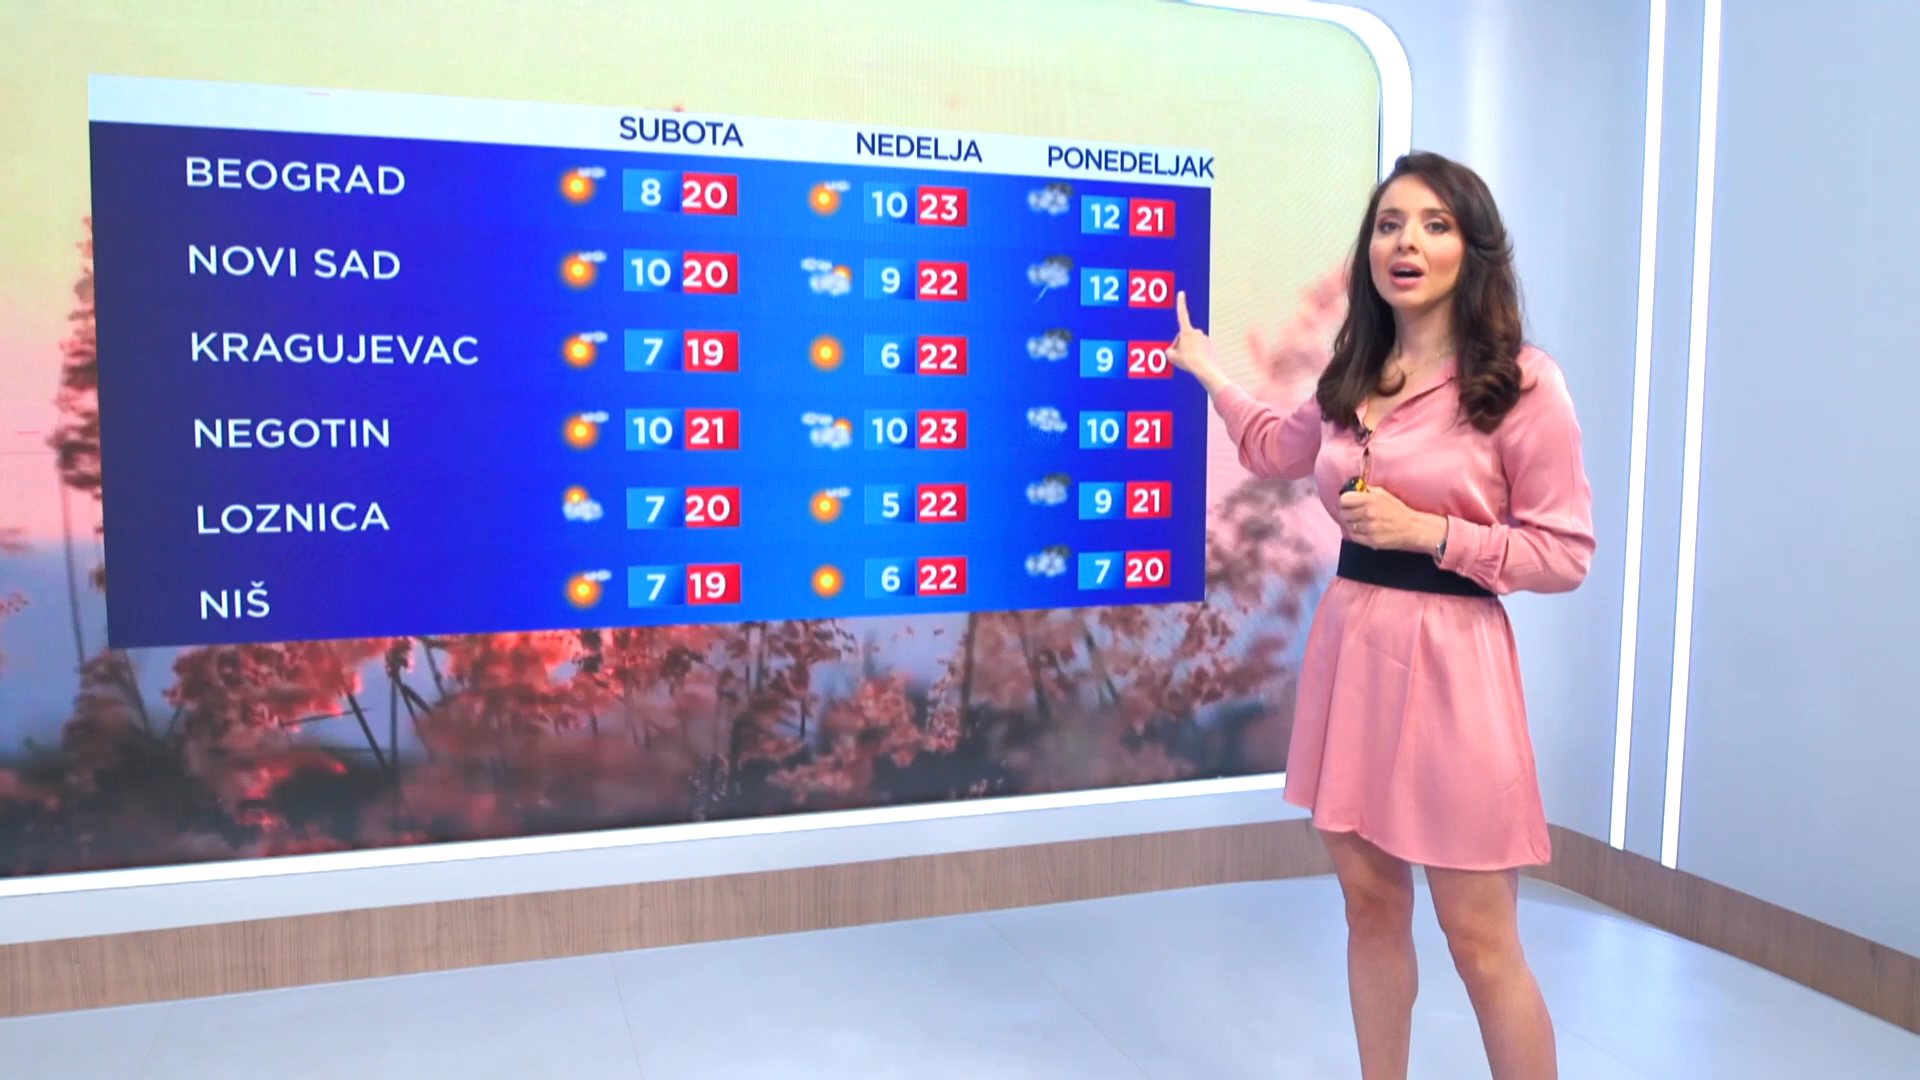 SUBOTA NEDELJA PONEDELJAK
BEOGRAD 8 20 10 23 12 21
NOVI SAD 10 20 9 22 12 20
KRAGUJEVAC 7 19 6 22 9 20
NEGOTIN 10 21 10 23 10 21
LOZNICA 7 20 5 22 9 21
NIŠ 7 19 6 22 7 20